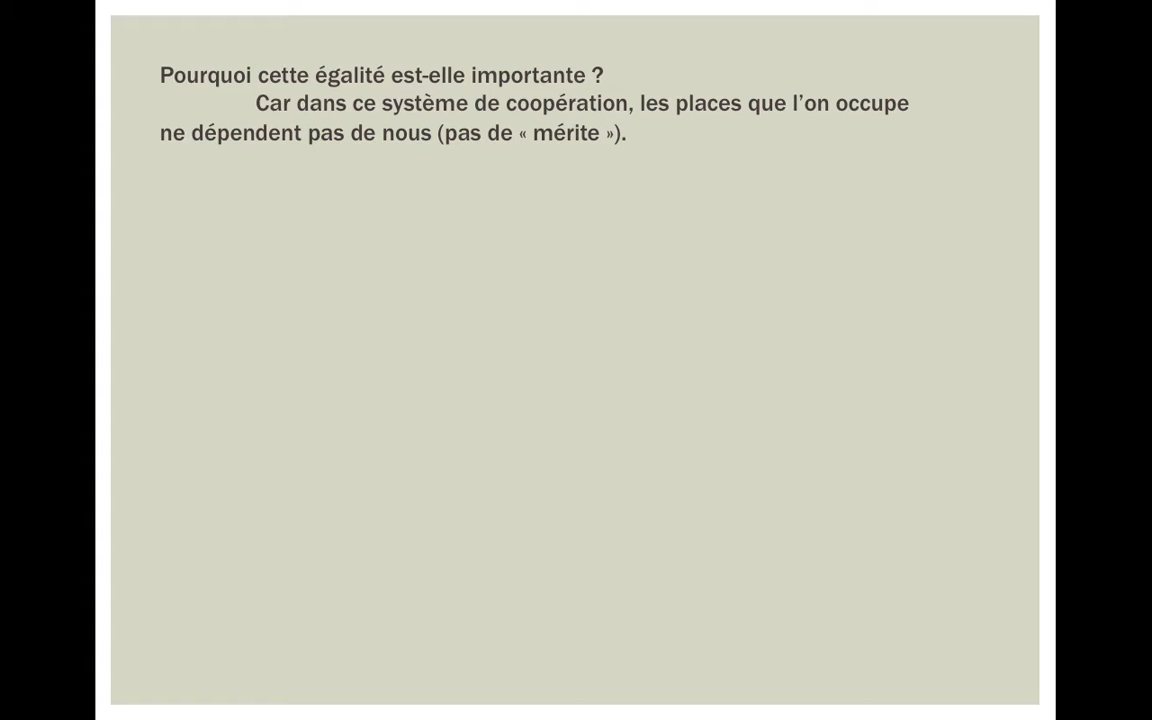 Pourquoi cette égalité est-elle importante ?
Car dans ce système de coopération, les places que l’on occupe
ne dépendent pas de nous (pas de « mérite »).